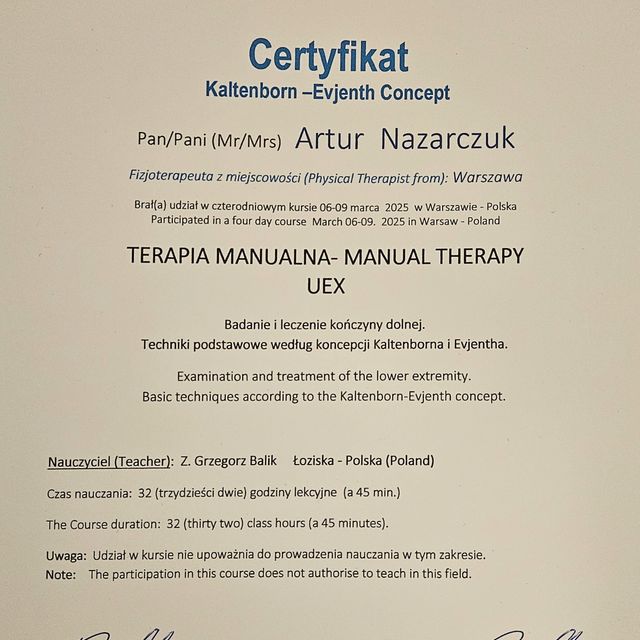 Certyfikat
Kaltenborn –Evjenth Concept
Pan/Pani (Mr/Mrs) Artur Nazarczuk
Fizjoterapeuta z miejscowości (Physical Therapist from): Warszawa
Brał(a) udział w czterodniowym kursie 06-09 marca 2025 w Warszawie - Polska
Participated in a four day course March 06-09. 2025 in Warsaw - Poland
TERAPIA MANUALNA- MANUAL THERAPY
UEX
Badanie i leczenie kończyny dolnej.
Techniki podstawowe według koncepcji Kaltenborna i Evjentha.
Examination and treatment of the lower extremity.
Basic techniques according to the Kaltenborn-Evjenth concept.
Nauczyciel (Teacher): Z. Grzegorz Balik Łoziska - Polska (Poland)
Czas nauczania: 32 (trzydzieści dwie) godziny lekcyjne (a 45 min.)
The Course duration: 32 (thirty two) class hours (a 45 minutes).
Uwaga: Udział w kursie nie upoważnia do prowadzenia nauczania w tym zakresie.
Note: The participation in this course does not authorise to teach in this field.